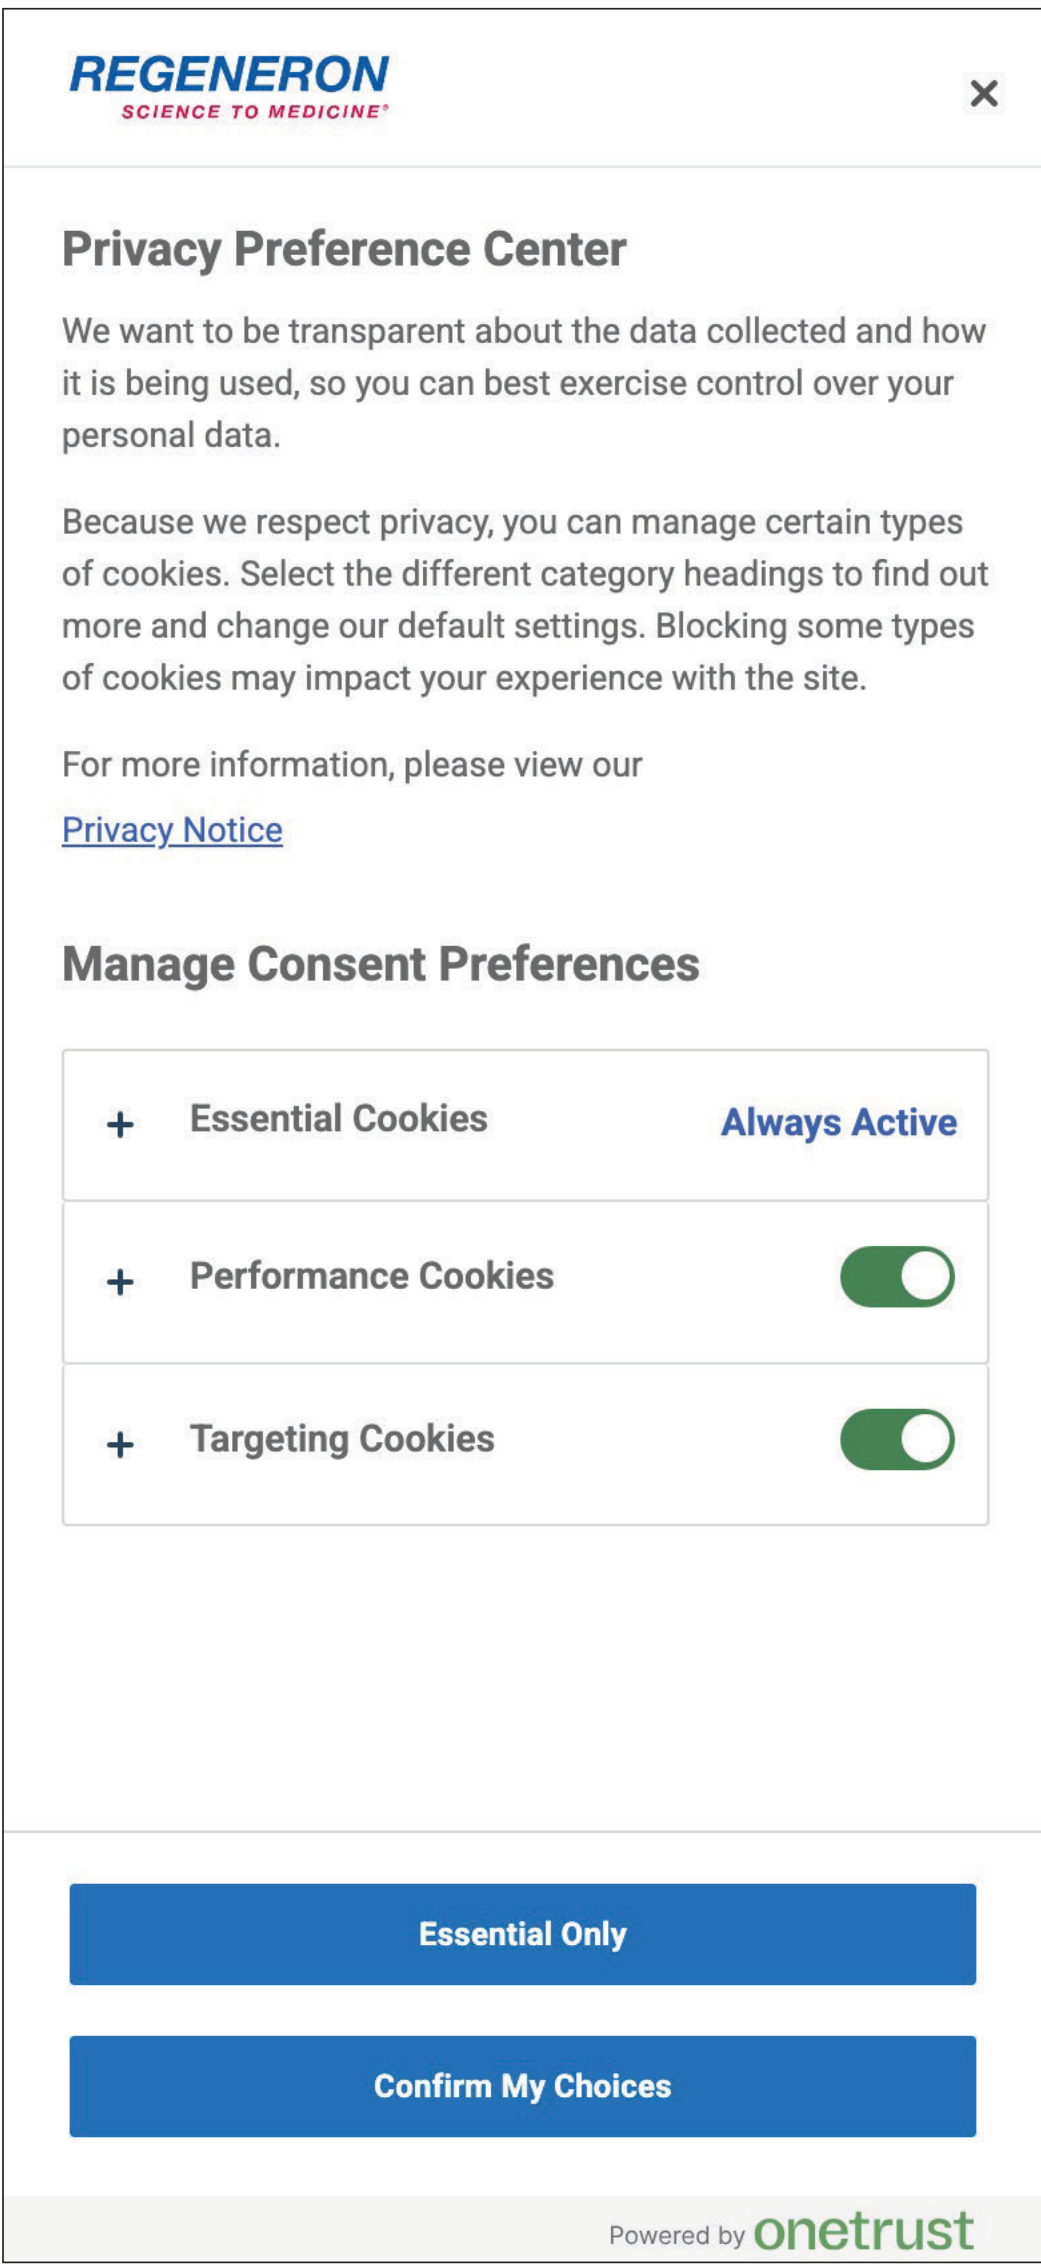 REGENERON
SCIENCE TO MEDICINE®
Privacy Preference Center
We want to be transparent about the data collected and how
it is being used, so you can best exercise control over your
personal data.
Because we respect privacy, you can manage certain types
of cookies. Select the different category headings to find out
more and change our default settings. Blocking some types
of cookies may impact your experience with the site.
For more information, please view our
Privacy Notice
Manage Consent Preferences
+ Essential Cookies Always Active
+ Performance Cookies
+ Targeting Cookies
Essential Only
Confirm My Choices
Powered by onetrust